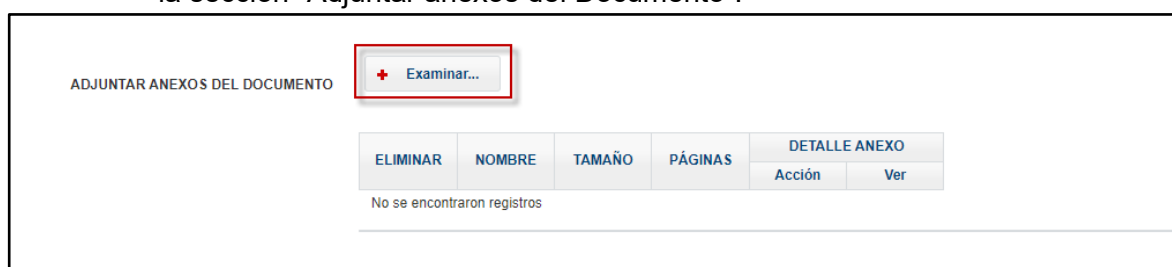 la sección "Adjuntar anexos del Documento".
ADJUNTAR ANEXOS DEL DOCUMENTO
+ Examinar...
ELIMINAR NOMBRE TAMAÑO PÁGINAS DETALLE ANEXO
Acción Ver
No se encontraron registros